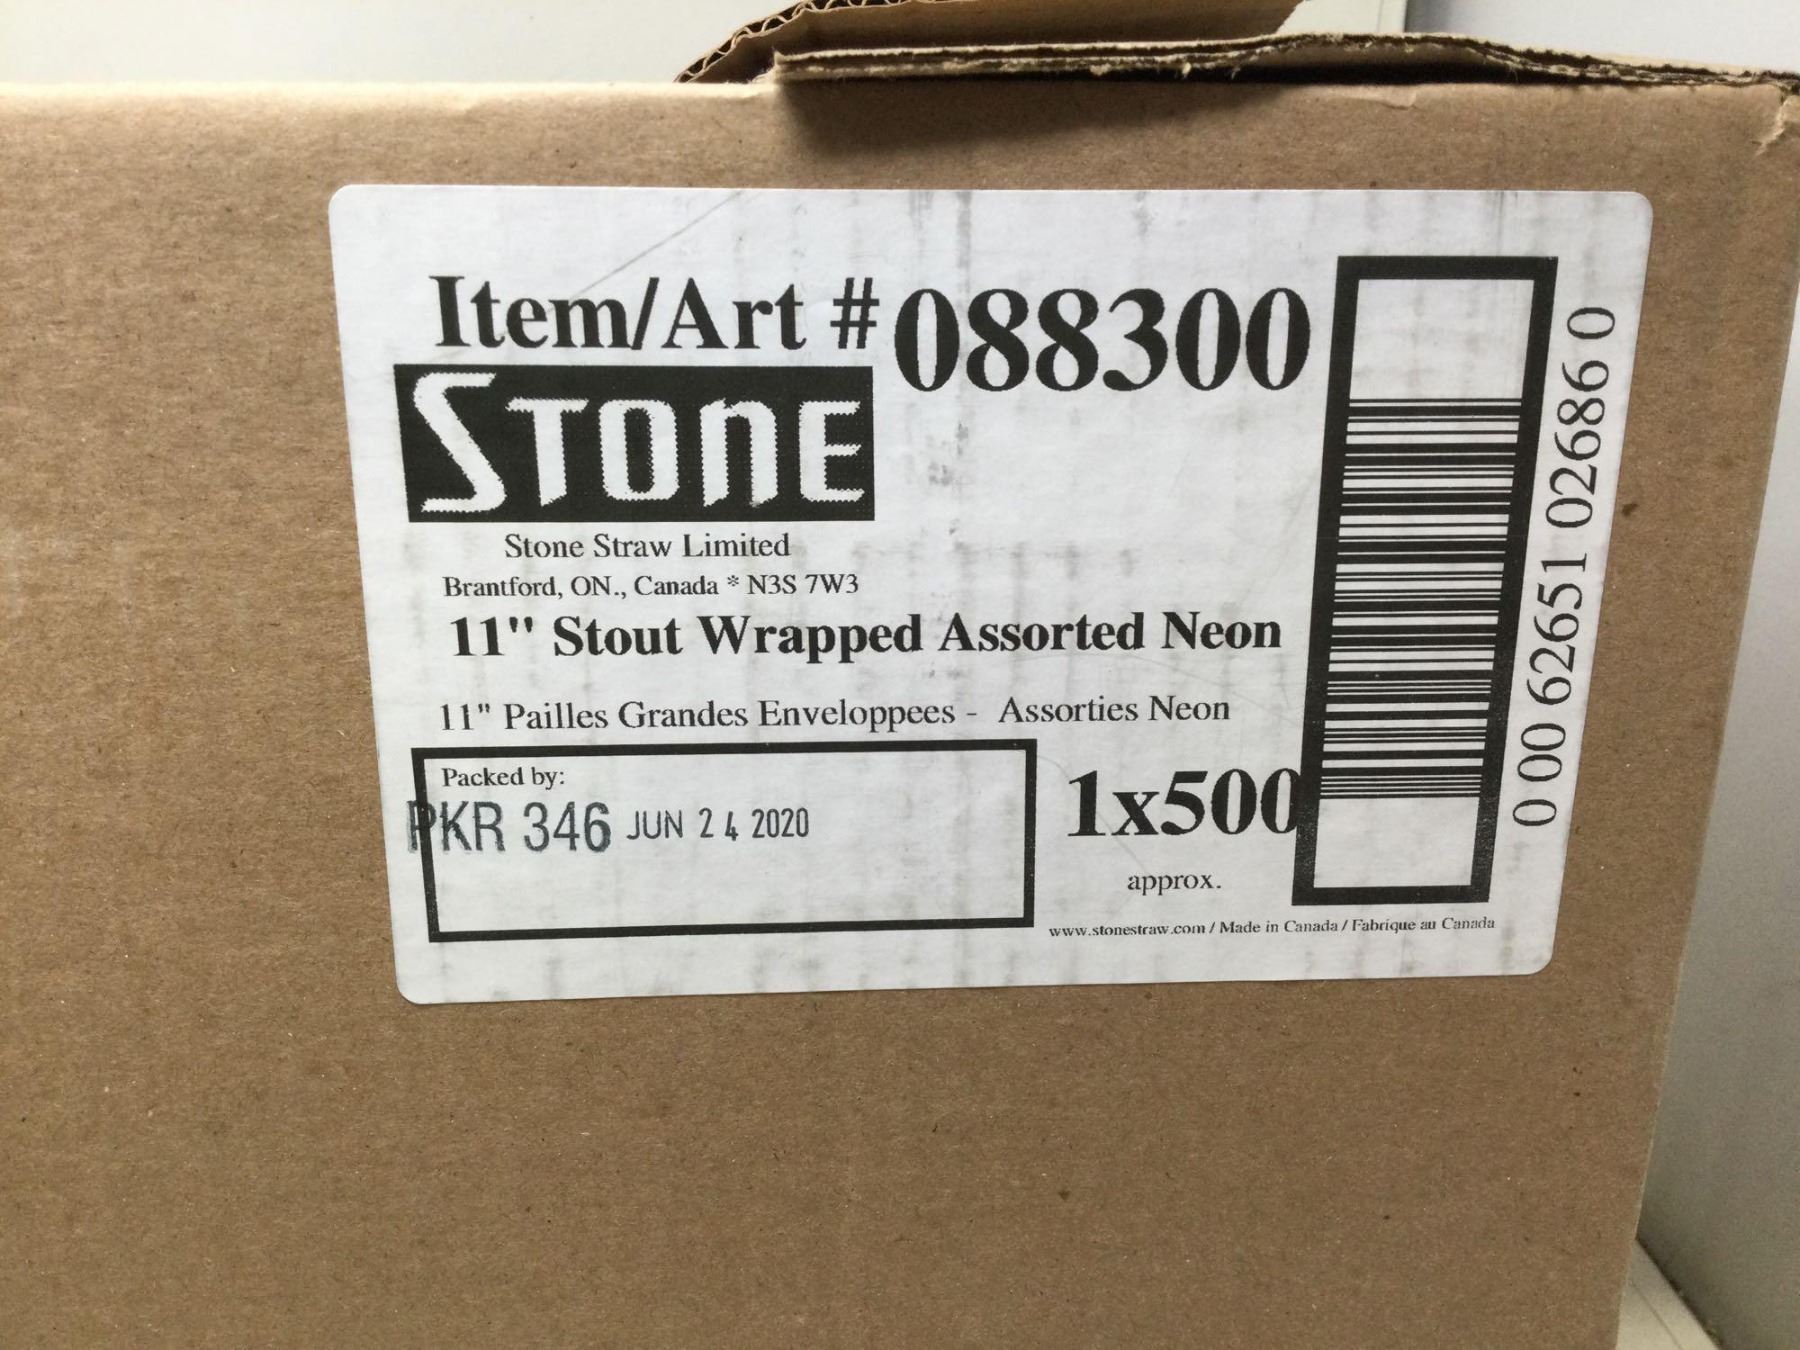 Item/Art # 088300
STONE
Stone Straw Limited
Brantford, ON., Canada * N3S 7W3
11" Stout Wrapped Assorted Neon
11" Pailles Grandes Enveloppees - Assorties Neon
Packed by:
PKR 346 JUN 24 2020
1x500
approx.
www.stonestraw.com / Made in Canada / Fabrique au Canada
0 00 62651 02686 0